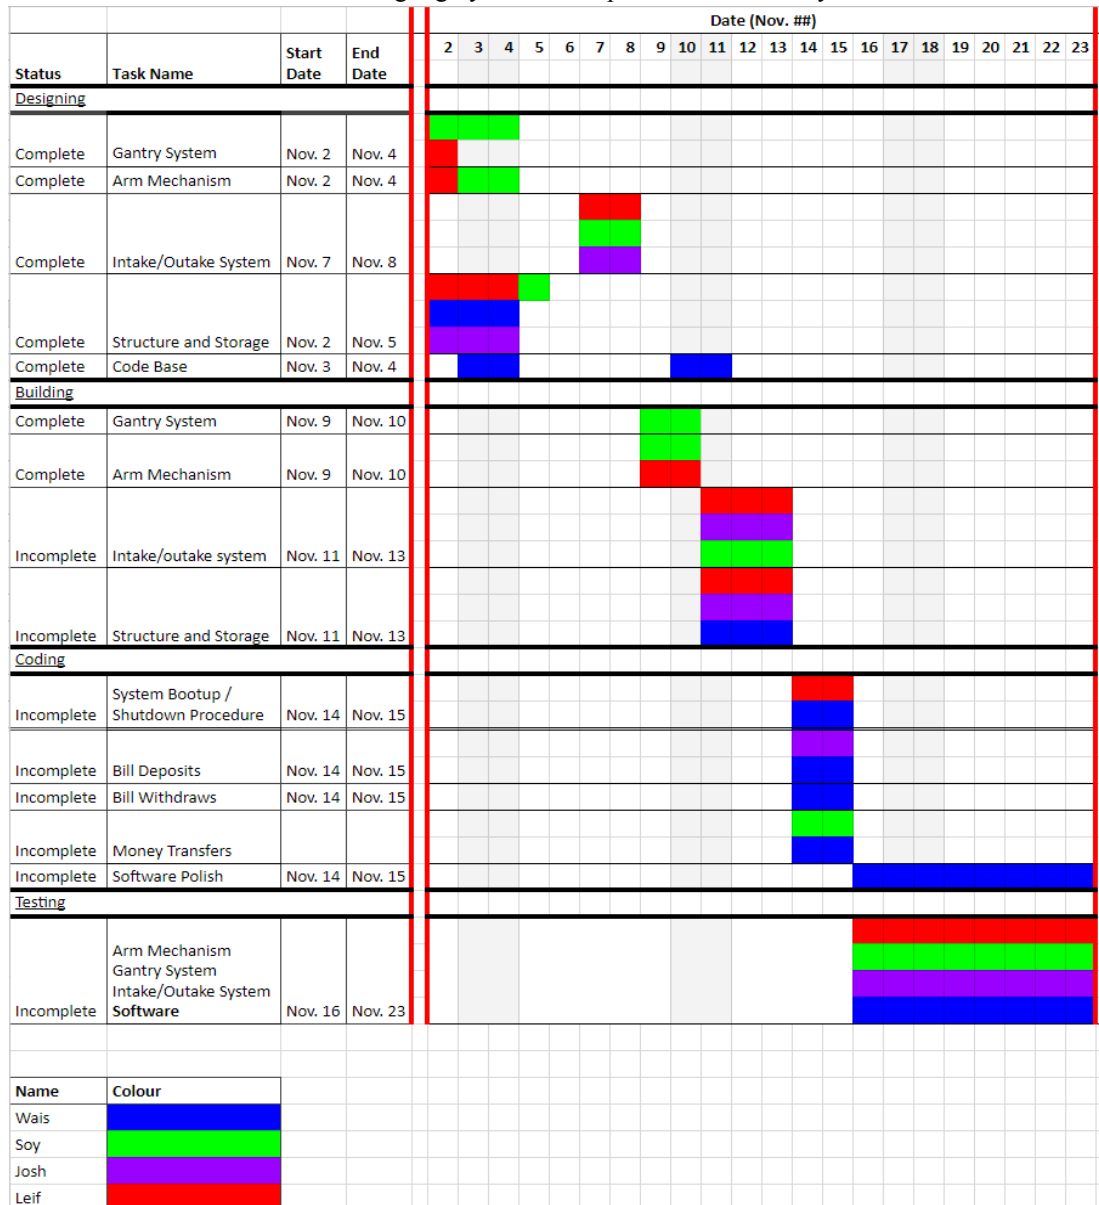 Date (Nov. ##)
Status Task Name Start Date End Date 2 3 4 5 6 7 8 9 10 11 12 13 14 15 16 17 18 19 20 21 22 23
Designing
Complete Gantry System Nov. 2 Nov. 4
Complete Arm Mechanism Nov. 2 Nov. 4
Complete Intake/Outake System Nov. 7 Nov. 8
Complete Structure and Storage Nov. 2 Nov. 5
Complete Code Base Nov. 3 Nov. 4
Building
Complete Gantry System Nov. 9 Nov. 10
Complete Arm Mechanism Nov. 9 Nov. 10
Incomplete Intake/outake system Nov. 11 Nov. 13
Incomplete Structure and Storage Nov. 11 Nov. 13
Coding
System Bootup /
Incomplete Shutdown Procedure Nov. 14 Nov. 15
Incomplete Bill Deposits Nov. 14 Nov. 15
Incomplete Bill Withdraws Nov. 14 Nov. 15
Incomplete Money Transfers
Incomplete Software Polish Nov. 14 Nov. 15
Testing
Arm Mechanism
Gantry System
Intake/Outake System
Incomplete Software Nov. 16 Nov. 23
Name Colour
Wais
Soy
Josh
Leif